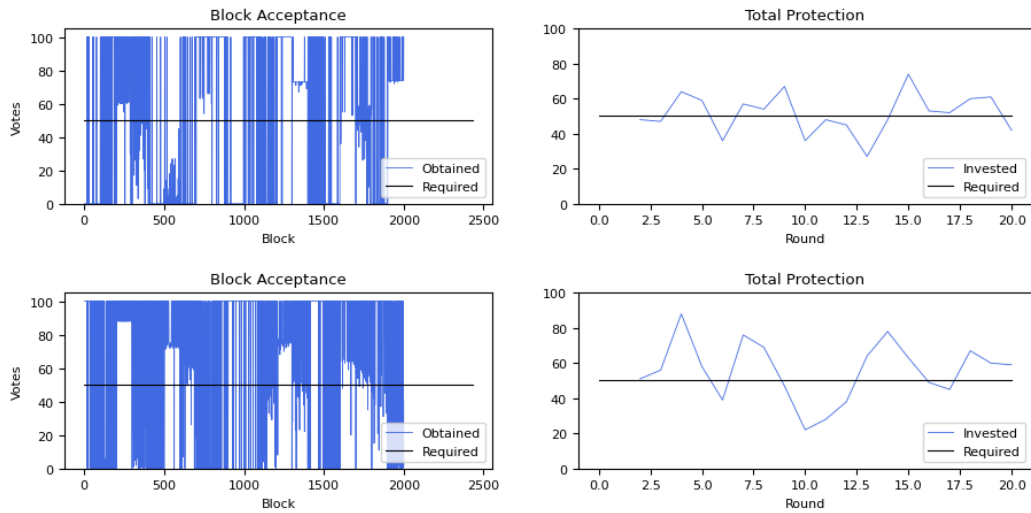 Block Acceptance
Votes
100
80
60
40
20
0
Obtained
Required
0 500 1000 1500 2000 2500
Block
Total Protection
100
80
60
40
20
0
Invested
Required
0.0 2.5 5.0 7.5 10.0 12.5 15.0 17.5 20.0
Round
Block Acceptance
Votes
100
80
60
40
20
0
Obtained
Required
0 500 1000 1500 2000 2500
Block
Total Protection
100
80
60
40
20
0
Invested
Required
0.0 2.5 5.0 7.5 10.0 12.5 15.0 17.5 20.0
Round